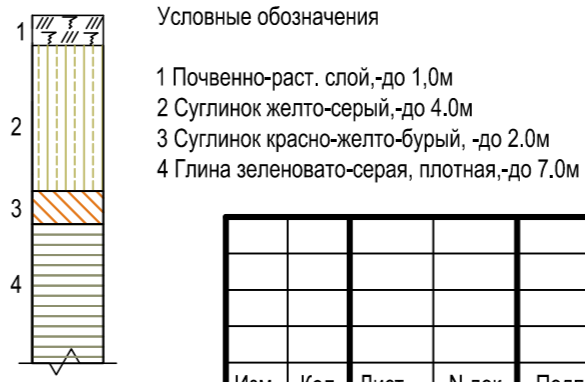 Условные обозначения
1
1 Почвенно-раст. слой,-до 1,0м
2 Суглинок желто-серый,-до 4.0м
2
3 Суглинок красно-желто-бурый, -до 2.0м
4 Глина зеленовато-серая, плотная,-до 7.0м
3
4
Изм. Кол. Лист N док. Подп.